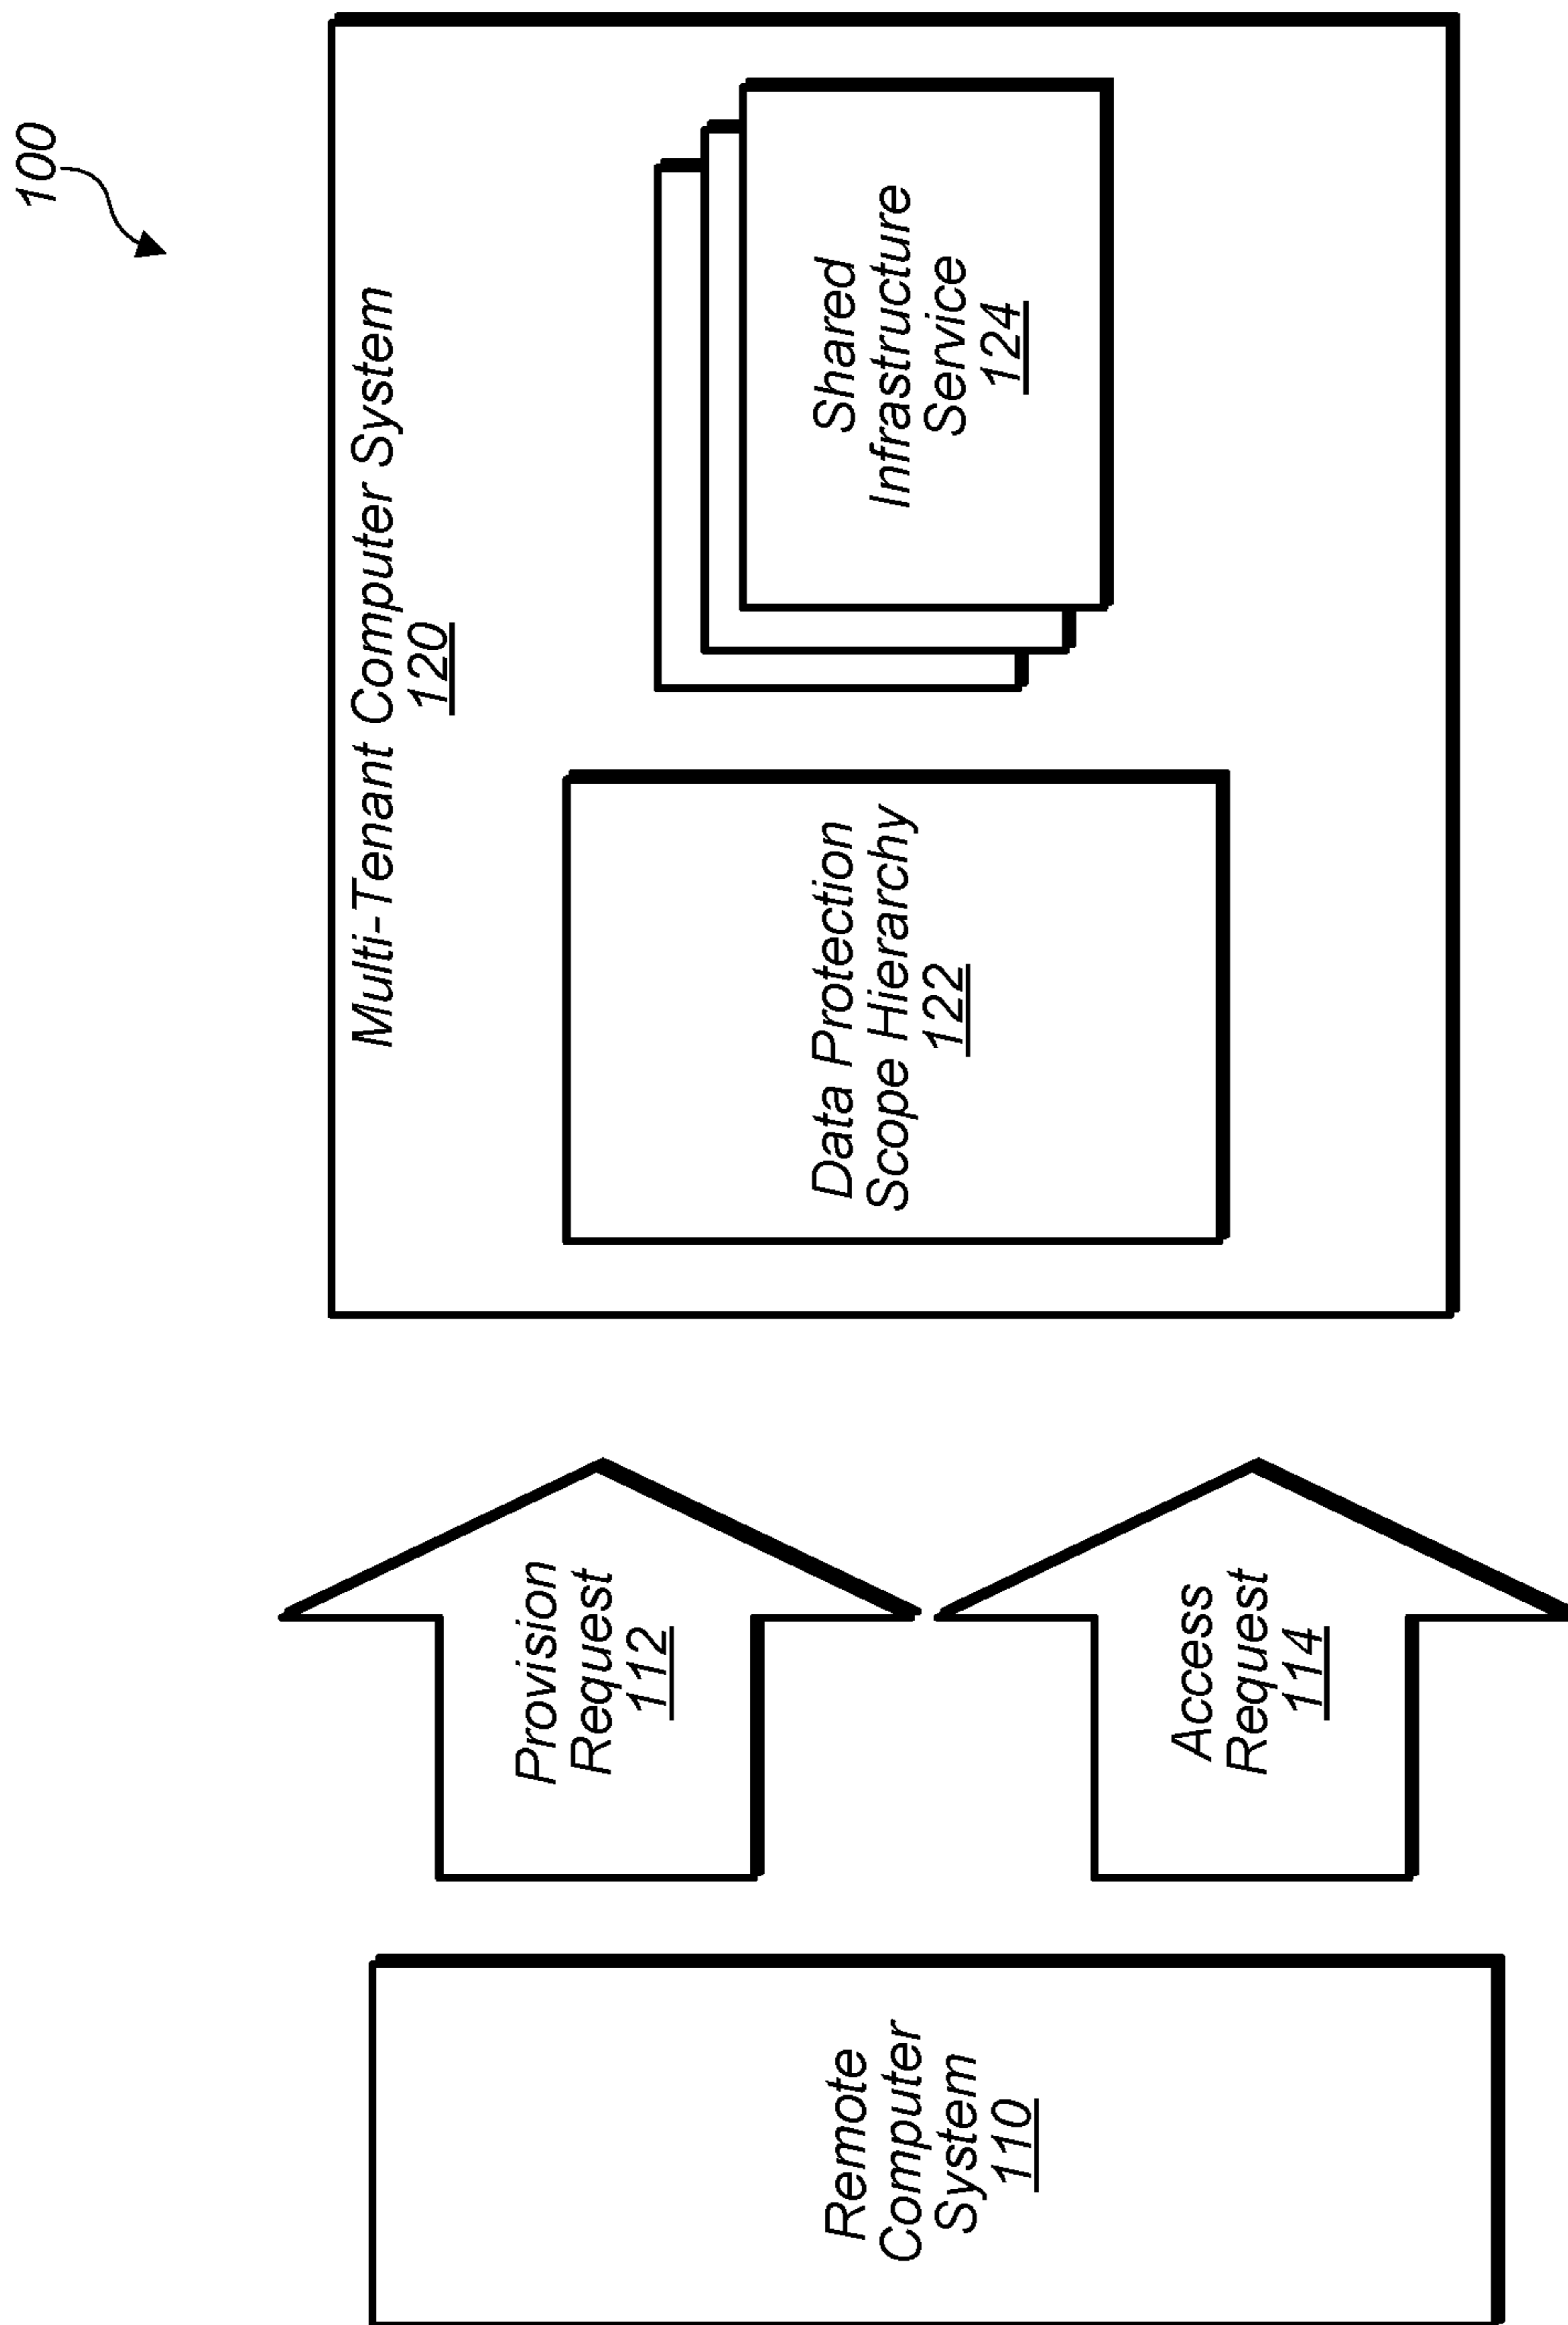 100
Remote
Computer
System
110
Provision
Request
112
Access
Request
114
Multi-Tenant Computer System
120
Data Protection
Scope Hierarchy
122
Shared
Infrastructure
Service
124